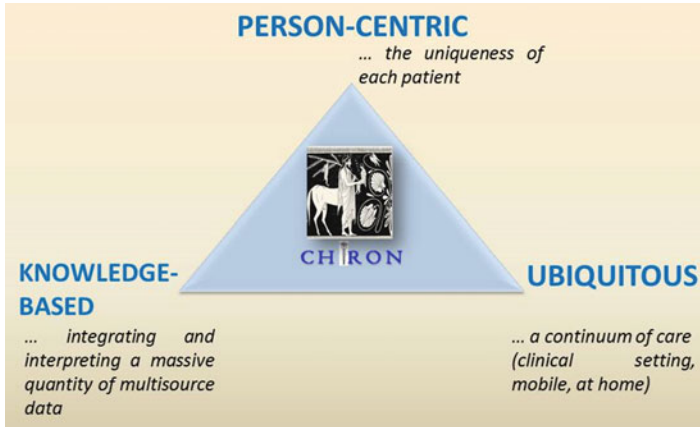 PERSON-CENTRIC
... the uniqueness of
each patient
CHIRON
KNOWLEDGE-
BASED
... integrating and
interpreting a massive
quantity of multisource
data
UBIQUITOUS
... a continuum of care
(clinical setting,
mobile, at home)